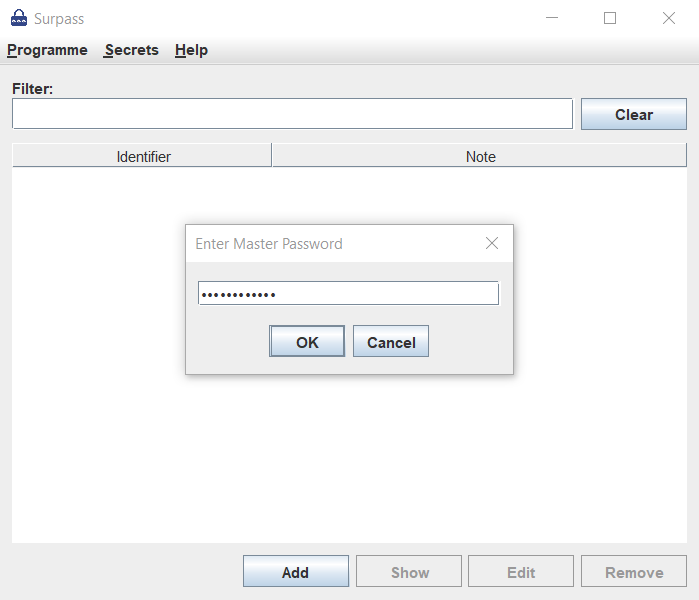 Surpass
Programme Secrets Help
Filter:
Clear
Identifier Note
Enter Master Password
••••••••••••
OK Cancel
Add Show Edit Remove